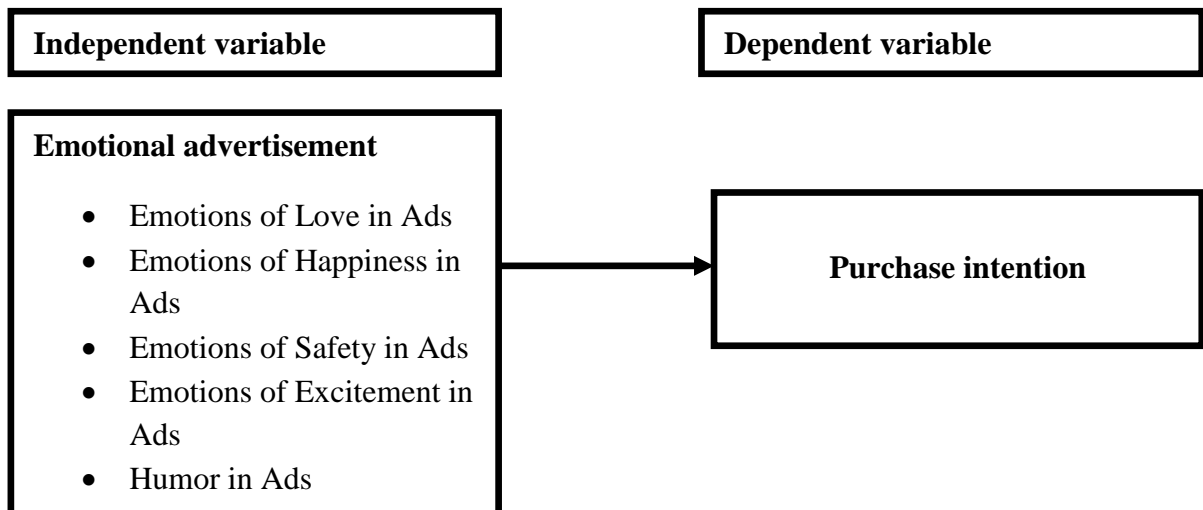 Independent variable
Dependent variable
Emotional advertisement
• Emotions of Love in Ads
• Emotions of Happiness in
Ads
• Emotions of Safety in Ads
• Emotions of Excitement in
Ads
• Humor in Ads
Purchase intention